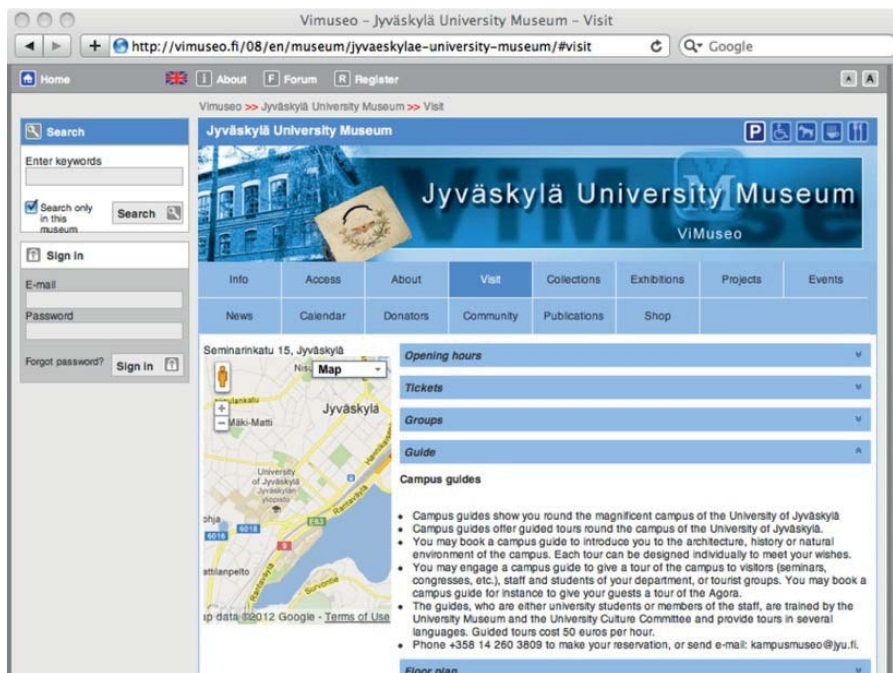 Vimuseo – Jyväskylä University Museum – Visit
http://vimuseo.fi/08/en/museum/jyvaeskylae-university-museum/#visit
Google
Home
i About F Forum R Register
A A
Vimuseo >> Jyväskylä University Museum >> Visit
Search
Enter keywords
Search only
in this
museum
Search
Sign in
E-mail
Password
Forgot password? Sign in
Jyväskylä University Museum
P
Jyväskylä University Museum
ViMuseo
Info Access About Visit Collections Exhibitions Projects Events
News Calendar Donators Community Publications Shop
Seminarinkatu 15, Jyväskylä
Map
Jyväskylä
Mäki-Matti
Hannikaisenkatu
University
of Jyväskylä
Jyväskylän
yliopisto
Rantaväylä
E63
6018
6016
9
attilanpelto
Rantaväylä
Survontie
ap data ©2012 Google - Terms of Use
Opening hours
Tickets
Groups
Guide
Campus guides
• Campus guides show you round the magnificent campus of the University of Jyväskylä
• Campus guides offer guided tours round the campus of the University of Jyväskylä.
• You may book a campus guide to introduce you to the architecture, history or natural
environment of the campus. Each tour can be designed individually to meet your wishes.
• You may engage a campus guide to give a tour of the campus to visitors (seminars,
congresses, etc.), staff and students of your department, or tourist groups. You may book a
campus guide for instance to give your guests a tour of the Agora.
• The guides, who are either university students or members of the staff, are trained by the
University Museum and the University Culture Committee and provide tours in several
languages. Guided tours cost 50 euros per hour.
• Phone +358 14 260 3809 to make your reservation, or send e-mail: kampusmuseo@jyu.fi.
Floor plan